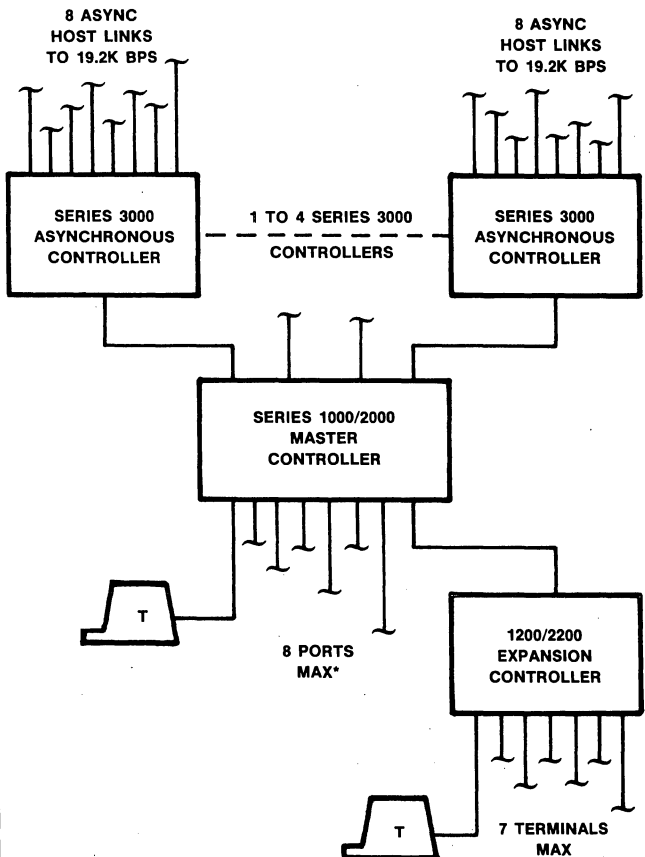 8 ASYNC
HOST LINKS
TO 19.2K BPS
8 ASYNC
HOST LINKS
TO 19.2K BPS
SERIES 3000
ASYNCHRONOUS
CONTROLLER
1 TO 4 SERIES 3000
CONTROLLERS
SERIES 3000
ASYNCHRONOUS
CONTROLLER
SERIES 1000/2000
MASTER
CONTROLLER
T
8 PORTS
MAX*
1200/2200
EXPANSION
CONTROLLER
T
7 TERMINALS
MAX